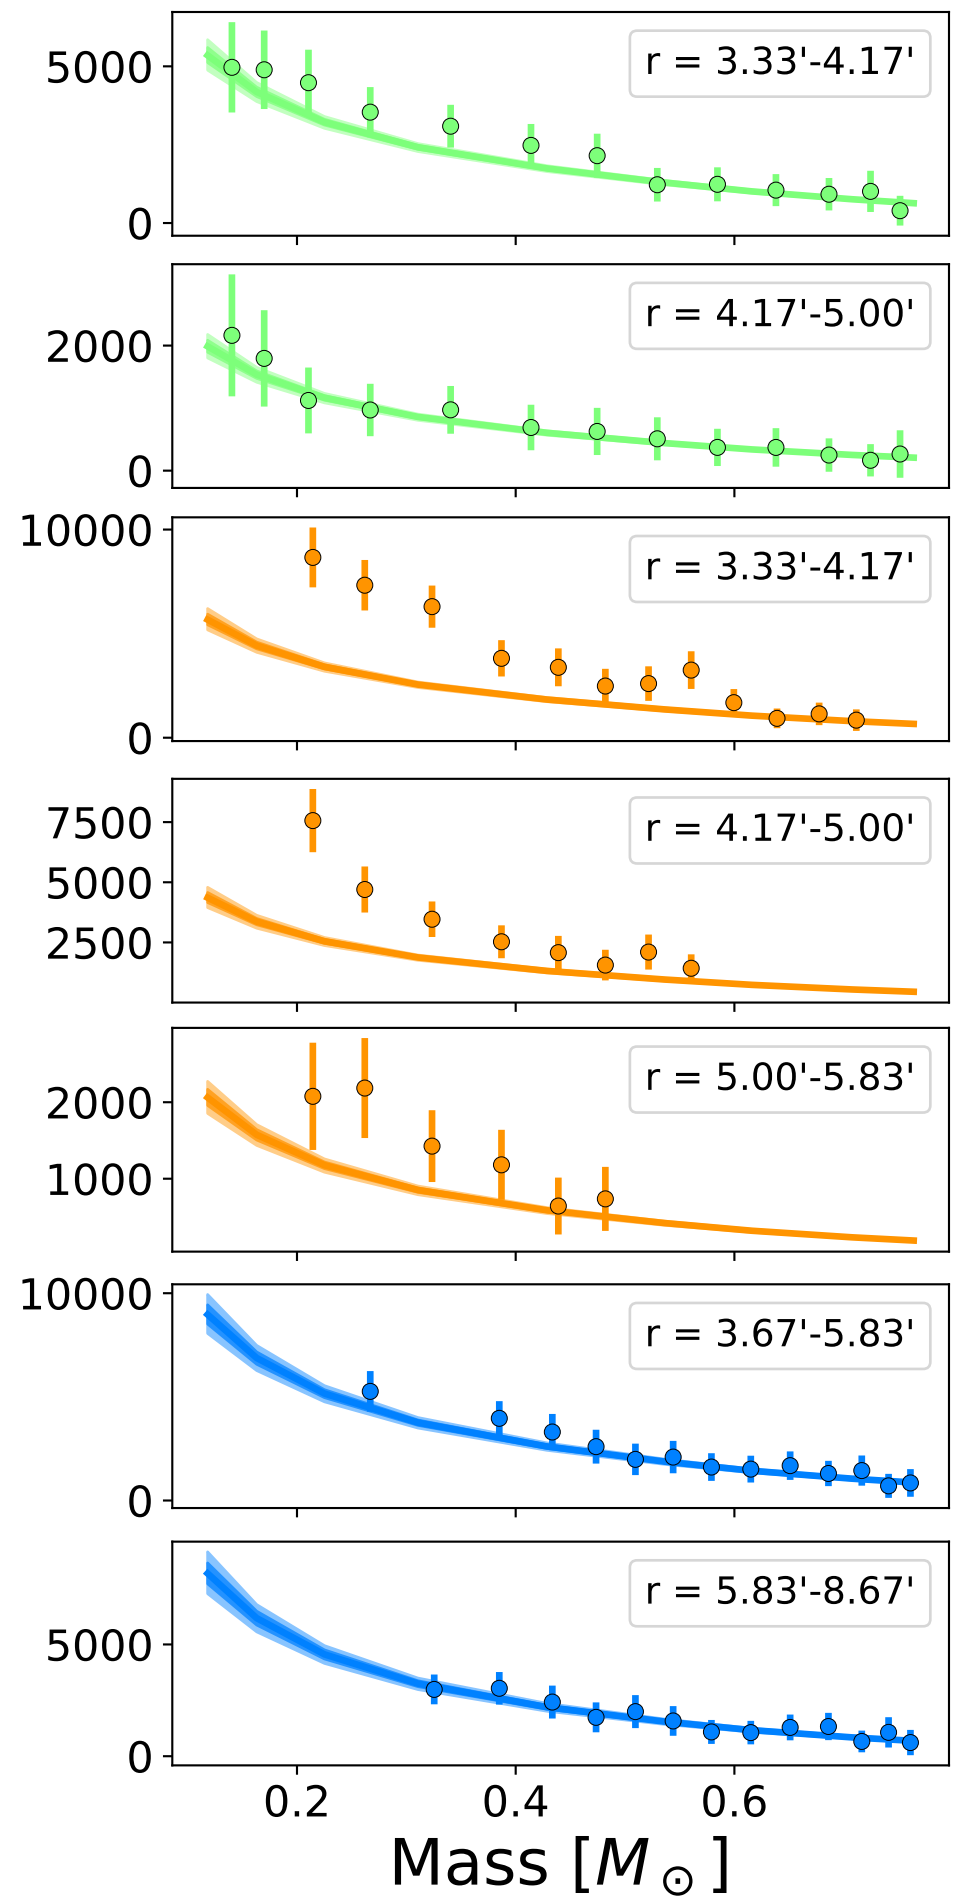 5000
r = 3.33'-4.17'
0
r = 4.17'-5.00'
2000
0
10000
r = 3.33'-4.17'
0
7500
r = 4.17'-5.00'
5000
2500
r = 5.00'-5.83'
2000
1000
10000
r = 3.67'-5.83'
0
r = 5.83'-8.67'
5000
0
0.2 0.4 0.6
Mass [M⊙]